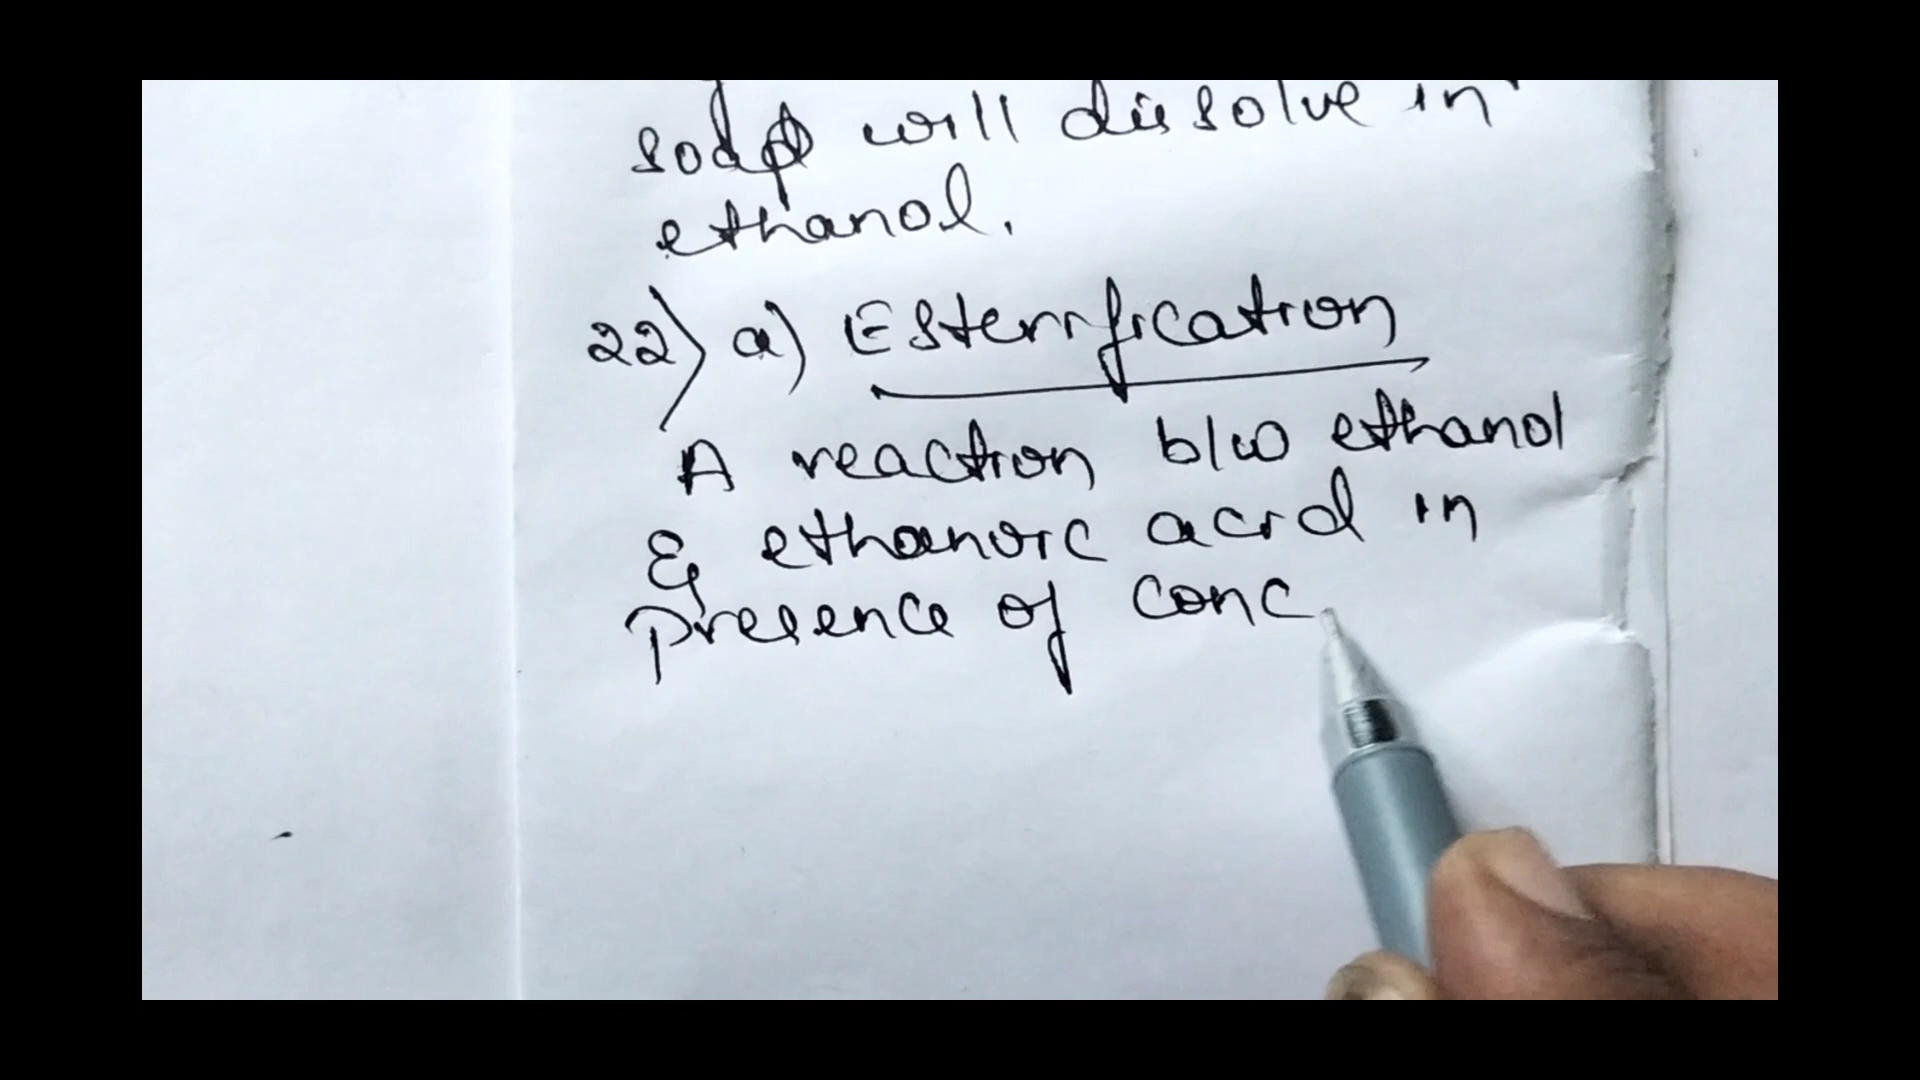 soap will dissolve in
ethanol.
22) a) Esterification
A reaction b/w ethanol
& ethanoic acid in
presence of conc